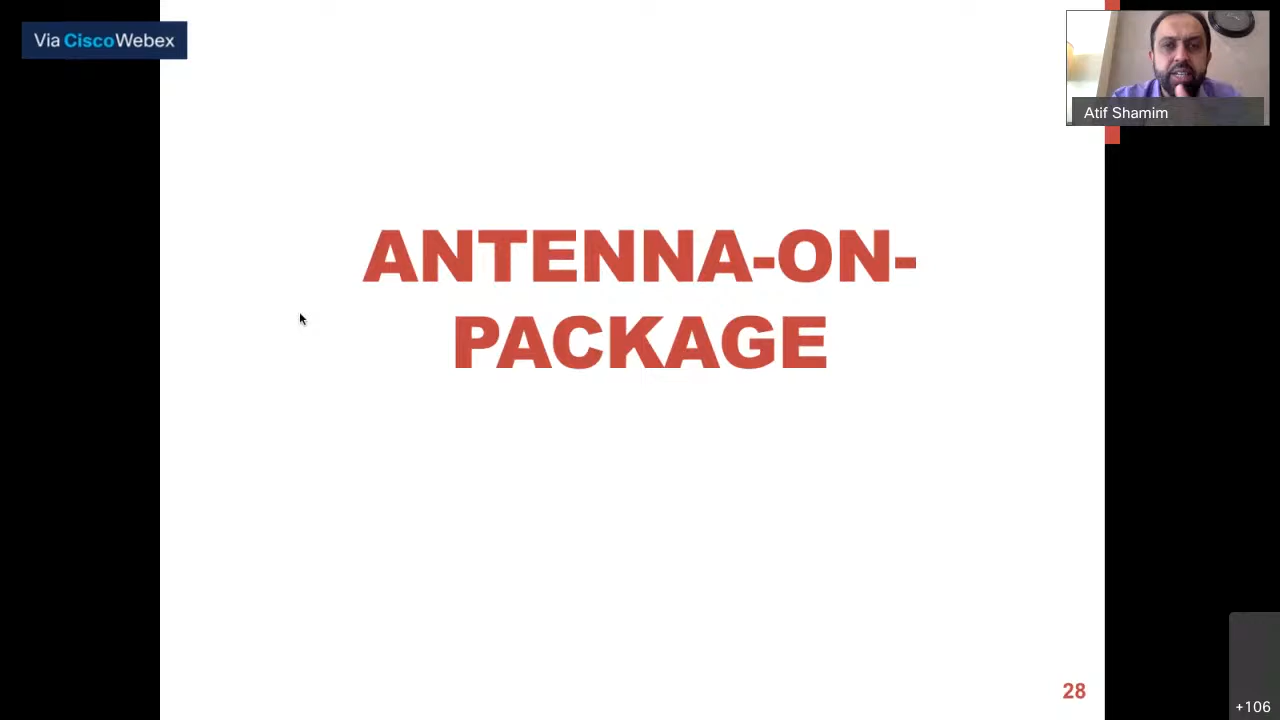 Via CiscoWebex
Atif Shamim
ANTENNA-ON-
PACKAGE
28
+106